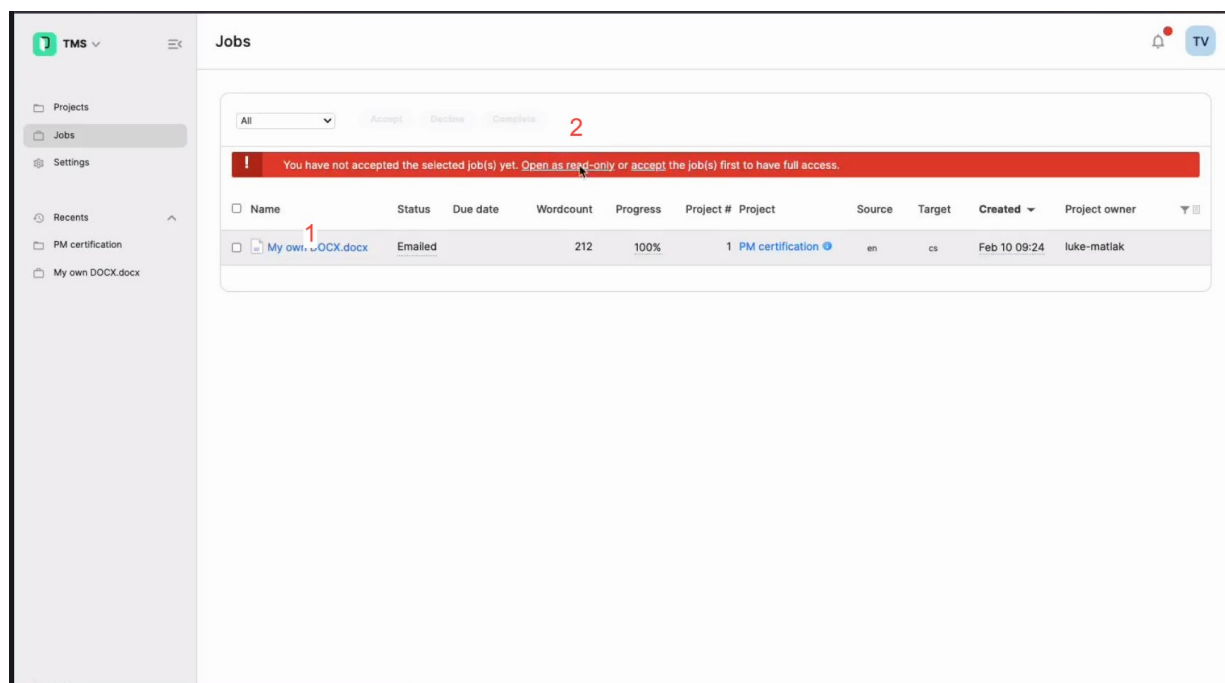 TMS
Jobs
TV
Projects
Jobs
Settings
Recents
PM certification
My own DOCX.docx
All
Accept
Decline
Complete
2
! You have not accepted the selected job(s) yet. Open as read-only or accept the job(s) first to have full access.
Name Status Due date Wordcount Progress Project # Project Source Target Created Project owner
1
My own DOCX.docx Emailed 212 100% 1 PM certification en cs Feb 10 09:24 luke-matlak